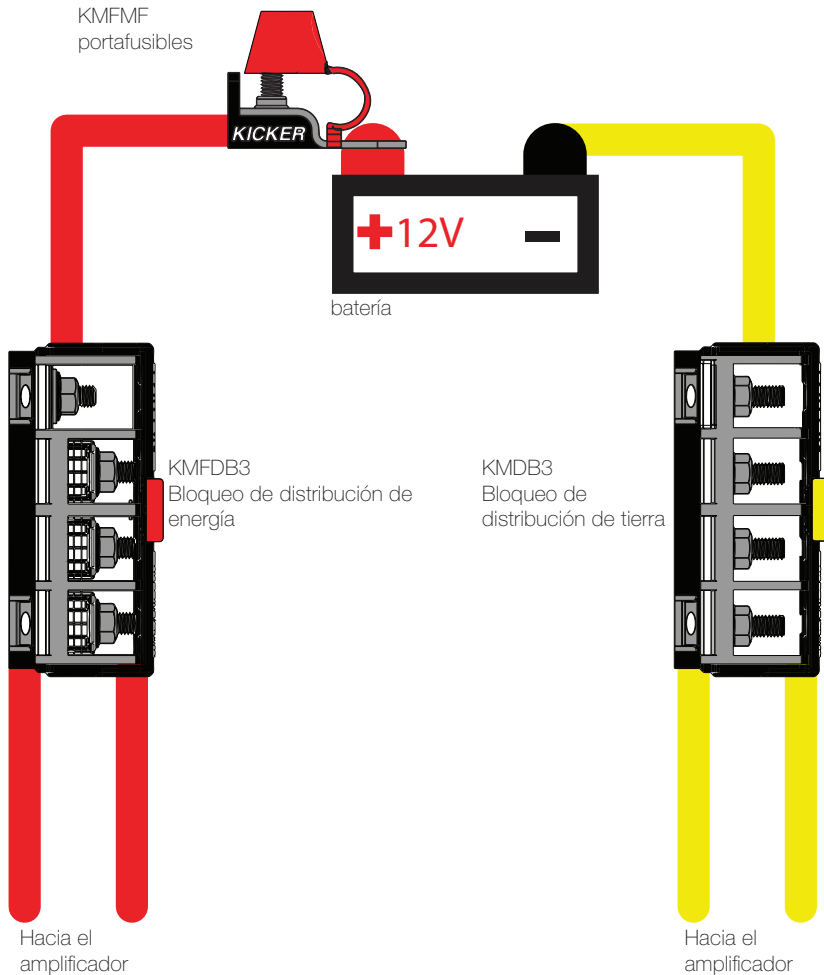 KMFMF
portafusibles
KICKER
+12V -
batería
KMFDB3
Bloqueo de distribución de
energía
KMDB3
Bloqueo de
distribución de tierra
Hacia el
amplificador
Hacia el
amplificador